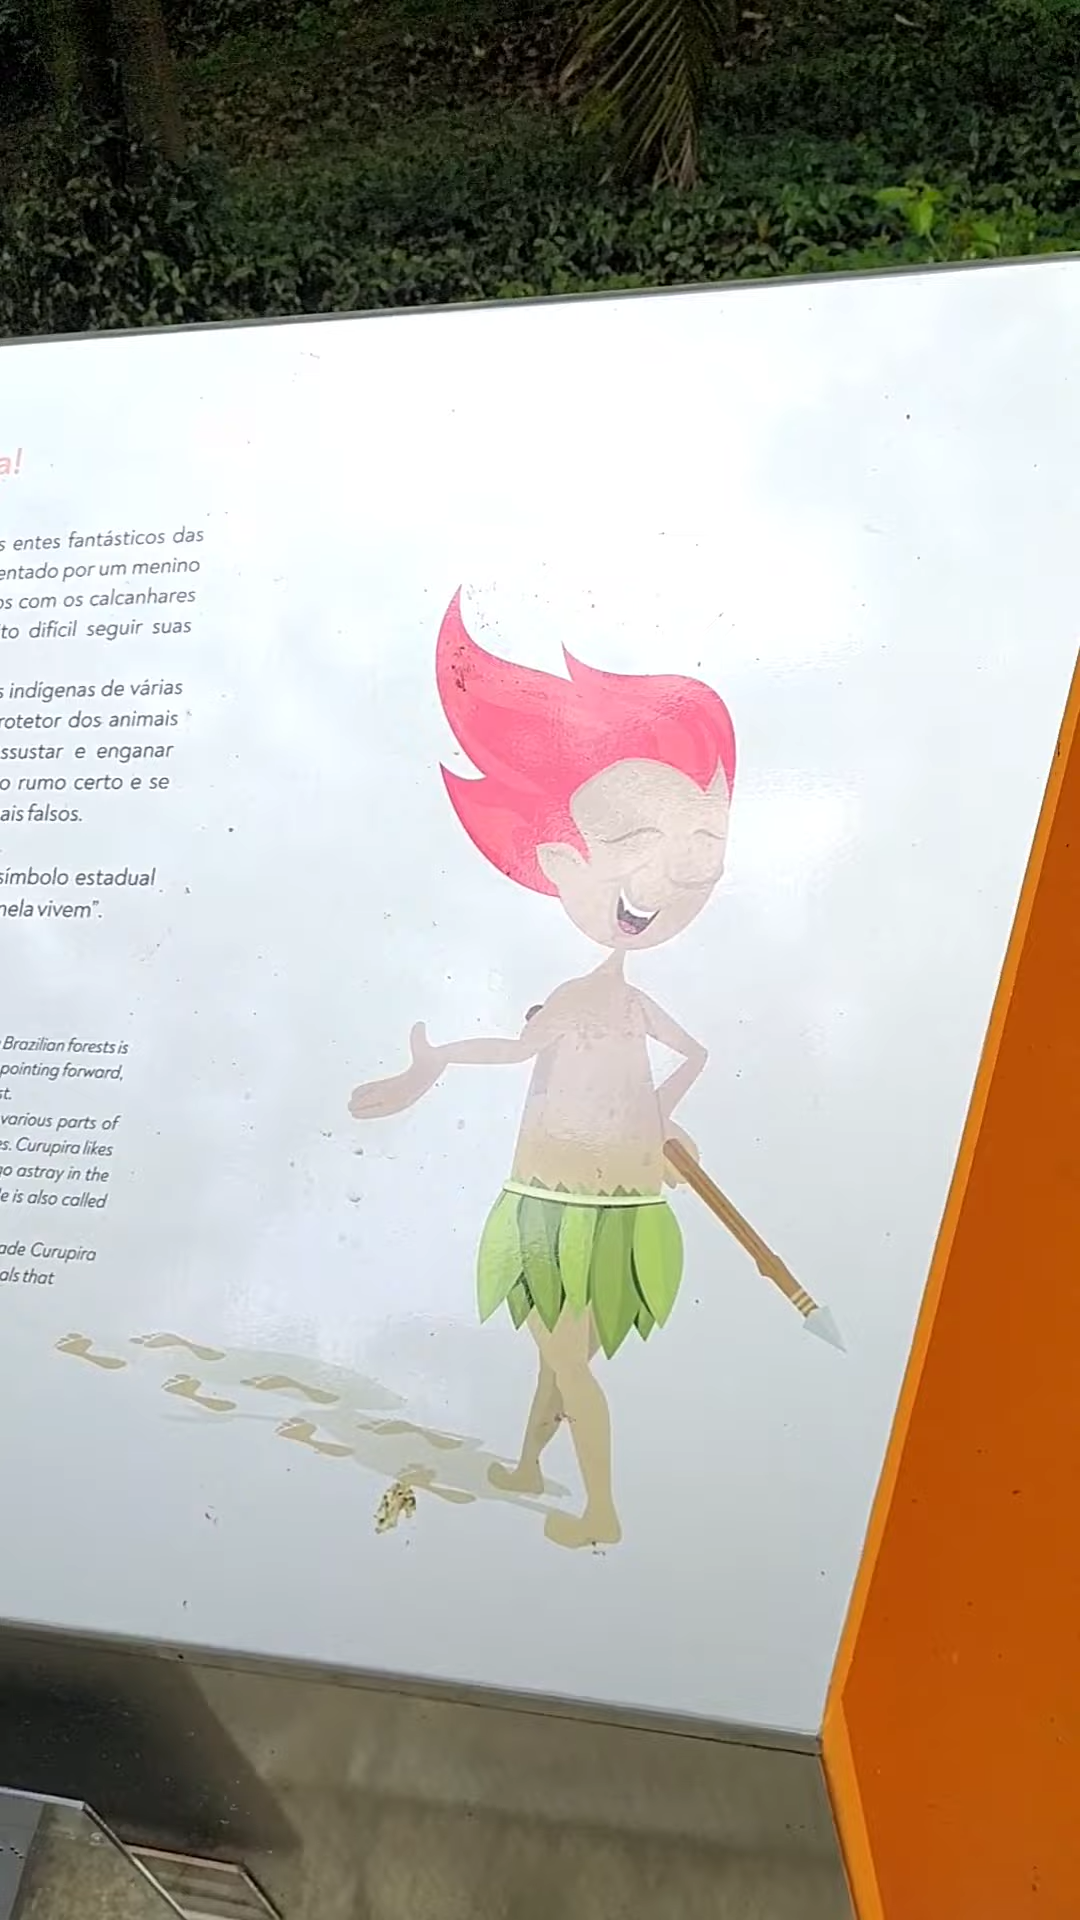 a!
s entes fantásticos das
entado por um menino
os com os calcanhares
to difícil seguir suas
s indígenas de várias
rotetor dos animais
ssustar e enganar
o rumo certo e se
ais falsos.
símbolo estadual
nela vivem”.
Brazilian forests is
pointing forward,
st.
various parts of
es. Curupira likes
go astray in the
e is also called
ade Curupira
als that